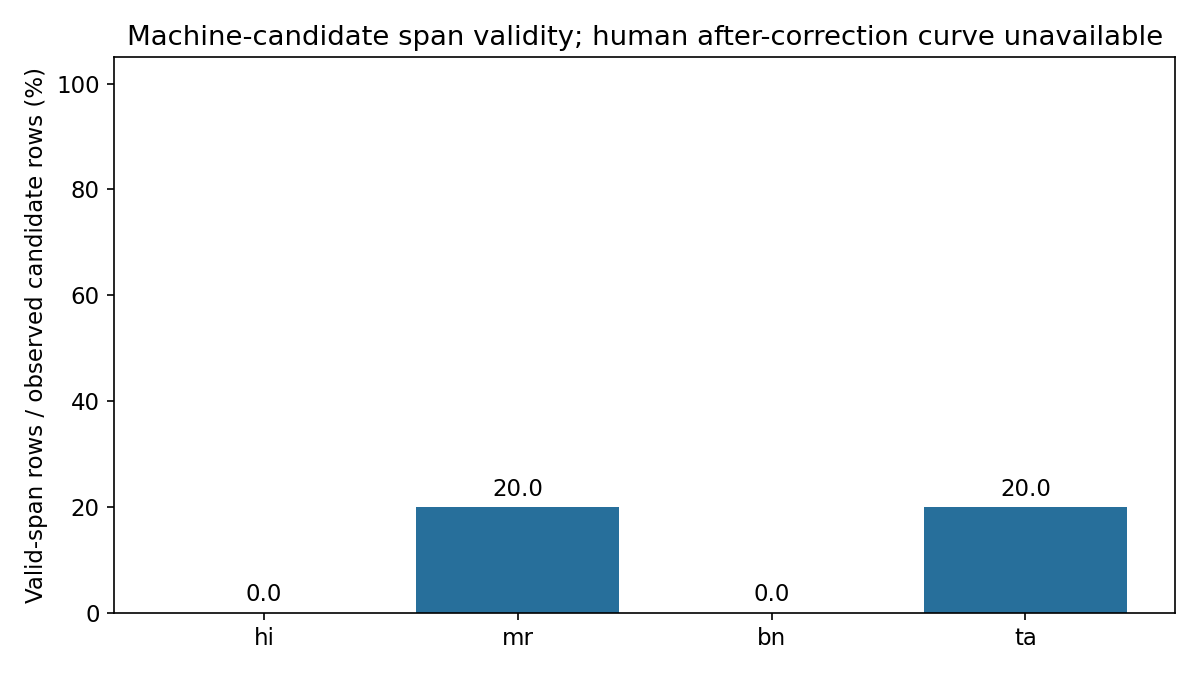 Machine-candidate span validity; human after-correction curve unavailable
Valid-span rows / observed candidate rows (%)
100
80
60
40
20
0
0.0
20.0
0.0
20.0
hi
mr
bn
ta